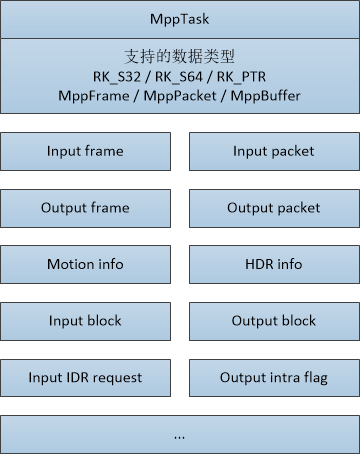 MppTask
支持的数据类型
RK_S32 / RK_S64 / RK_PTR
MppFrame / MppPacket / MppBuffer
Input frame
Input packet
Output frame
Output packet
Motion info
HDR info
Input block
Output block
Input IDR request
Output intra flag
...